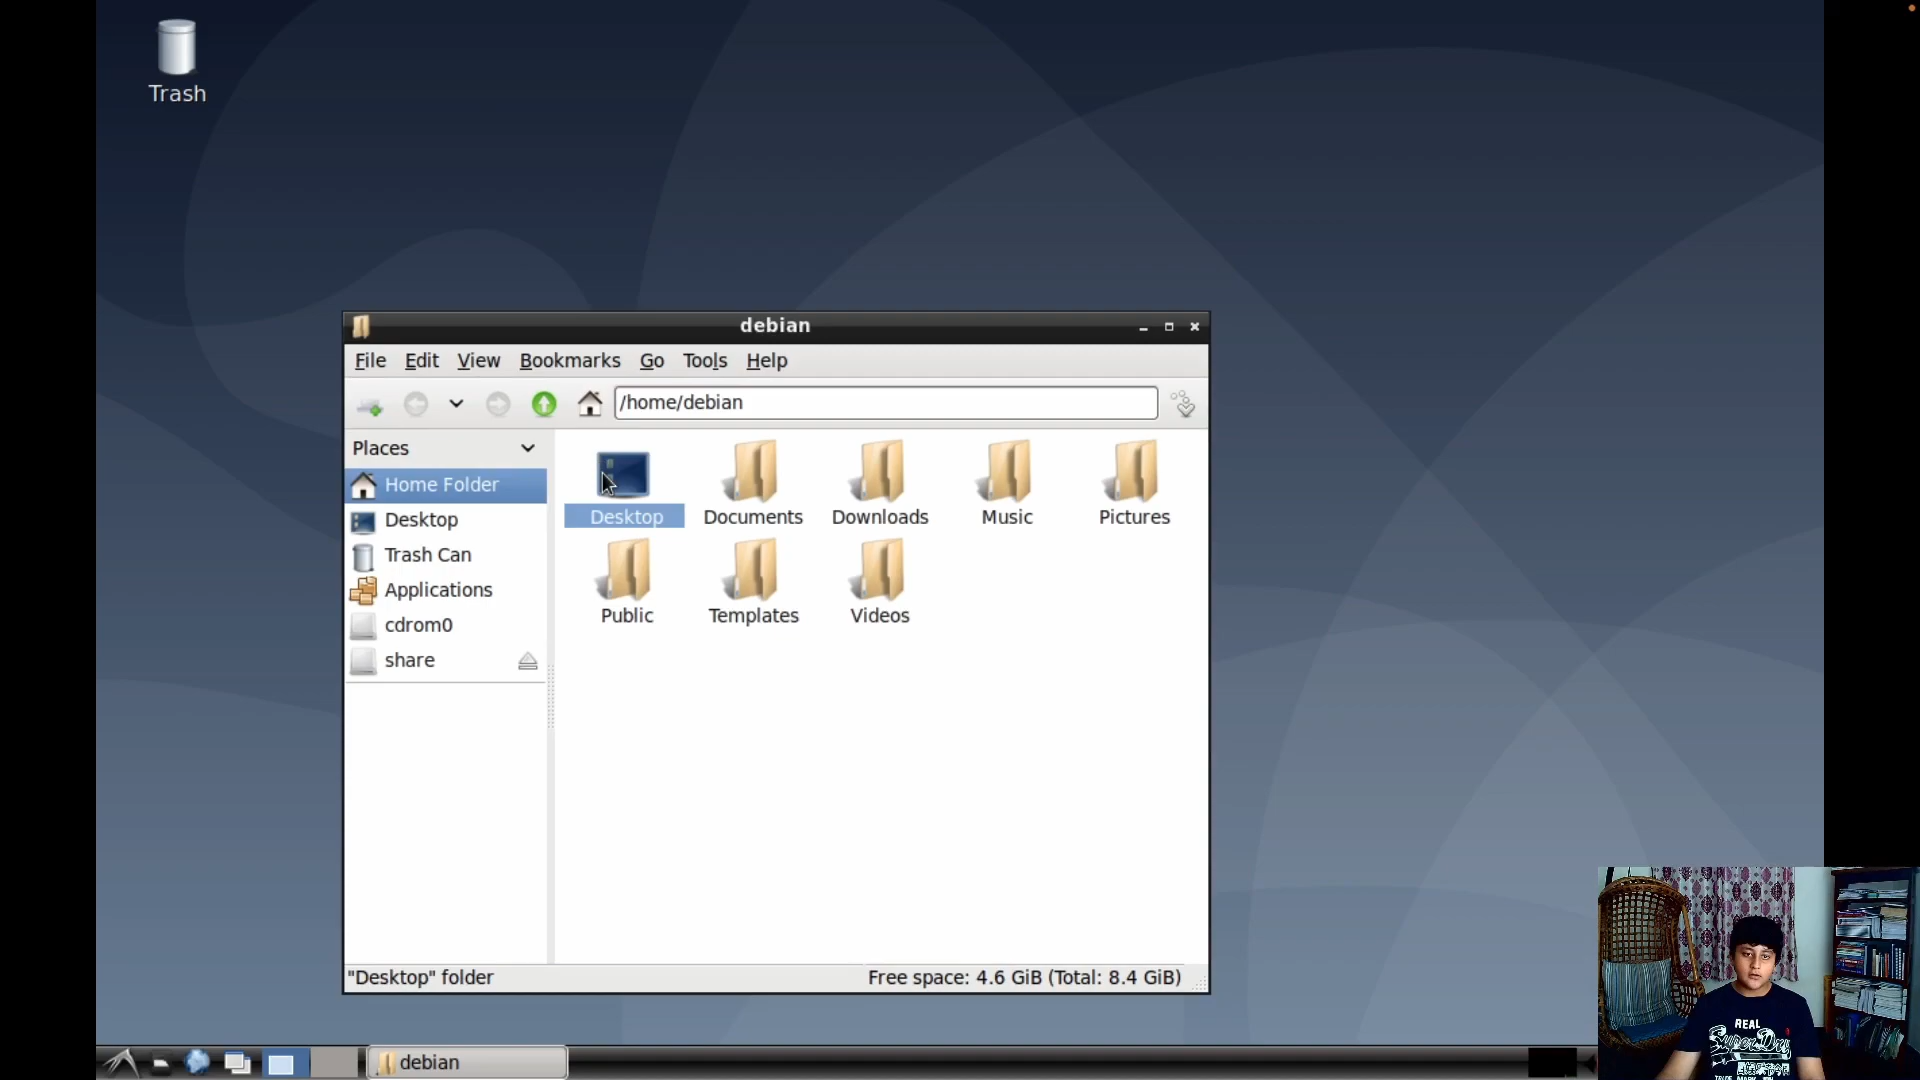 Trash
debian
File Edit View Bookmarks Go Tools Help
/home/debian
Places
Home Folder
Desktop
Trash Can
Applications
cdrom0
share
Desktop Documents Downloads Music Pictures
Public Templates Videos
"Desktop" folder Free space: 4.6 GiB (Total: 8.4 GiB)
debian
REAL
SuperDry